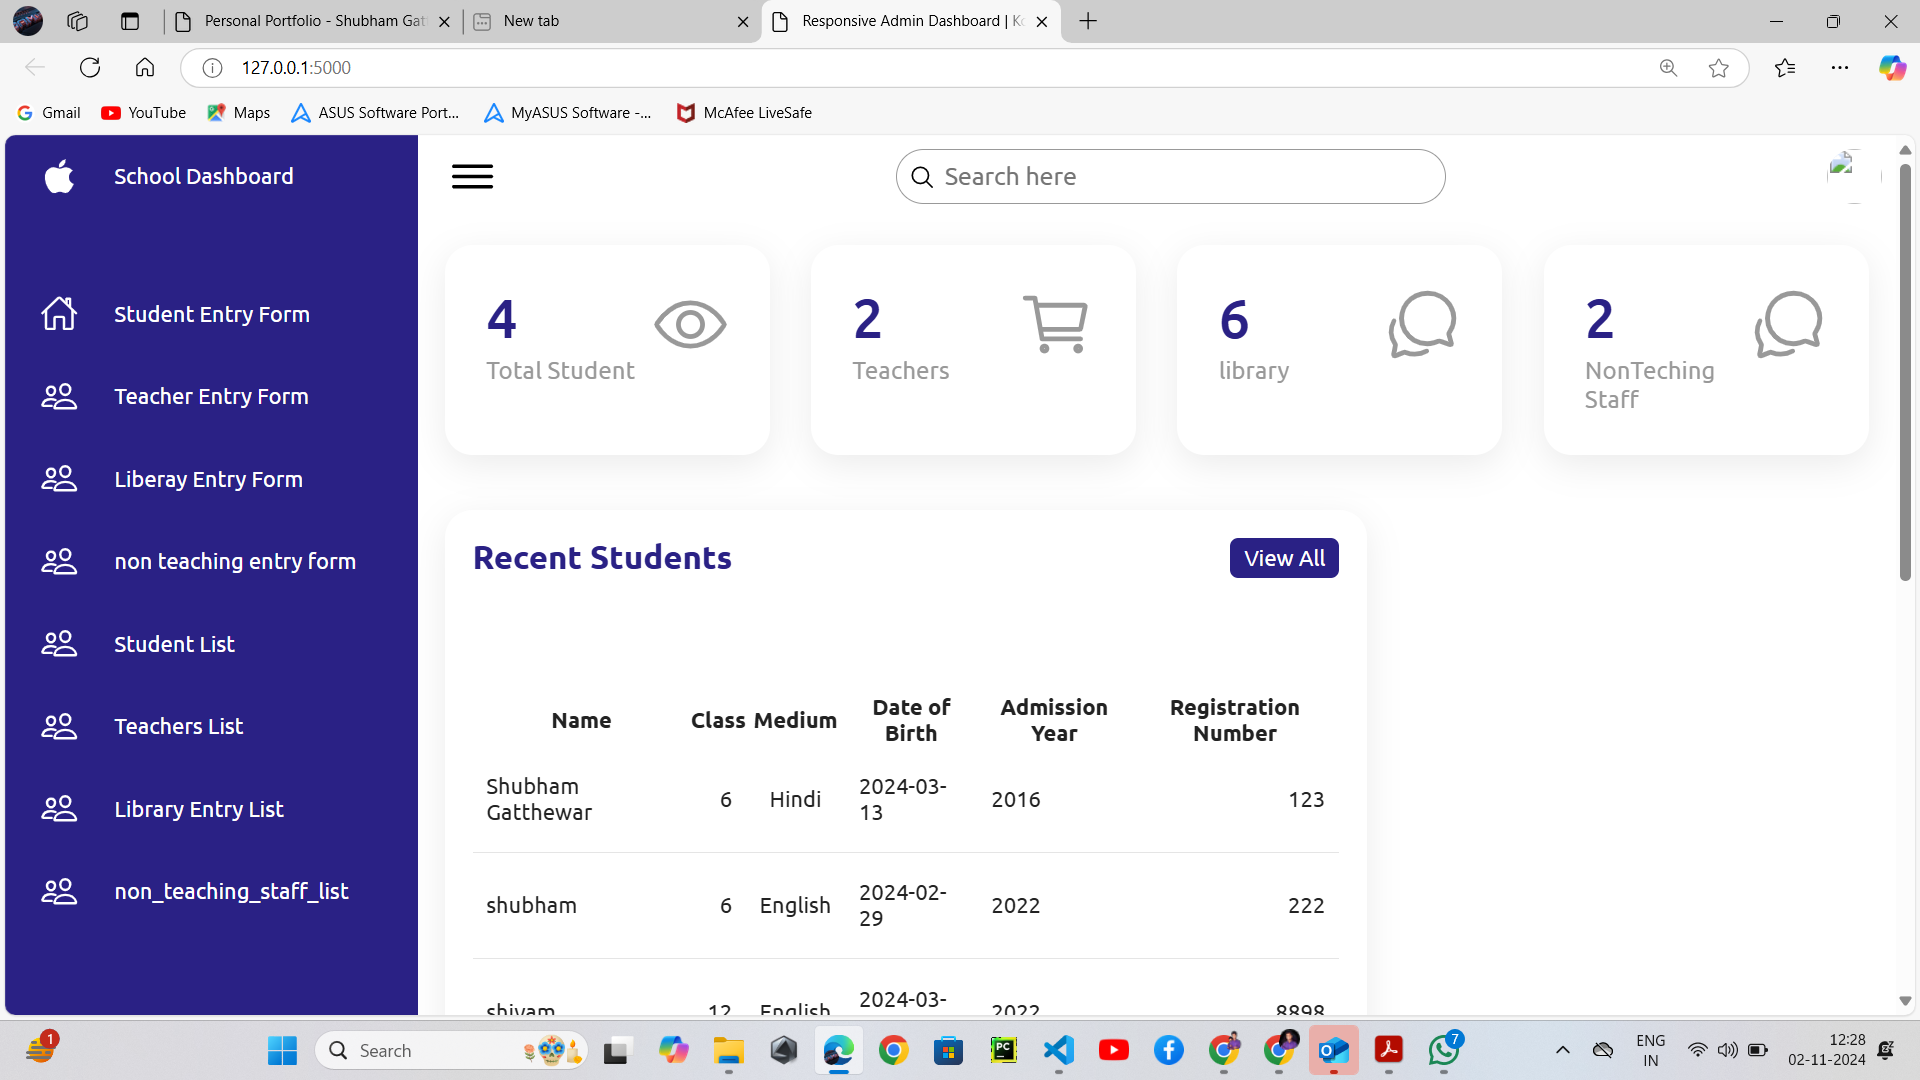 Personal Portfolio - Shubham Gat
New tab
Responsive Admin Dashboard | Ko
127.0.0.1:5000
Gmail
YouTube
Maps
ASUS Software Port...
MyASUS Software -...
McAfee LiveSafe
School Dashboard
Search here
Student Entry Form
Teacher Entry Form
Liberay Entry Form
non teaching entry form
Student List
Teachers List
Library Entry List
non_teaching_staff_list
4
Total Student
2
Teachers
6
library
2
NonTeching
Staff
Recent Students
View All
Name Class Medium Date of Birth Admission Year Registration Number
Shubham Gatthewar 6 Hindi 2024-03-13 2016 123
shubham 6 English 2024-02-29 2022 222
shivam 12 English 2024-03- 2022 8898
1
Search
PC
7
ENG
IN
12:28
02-11-2024